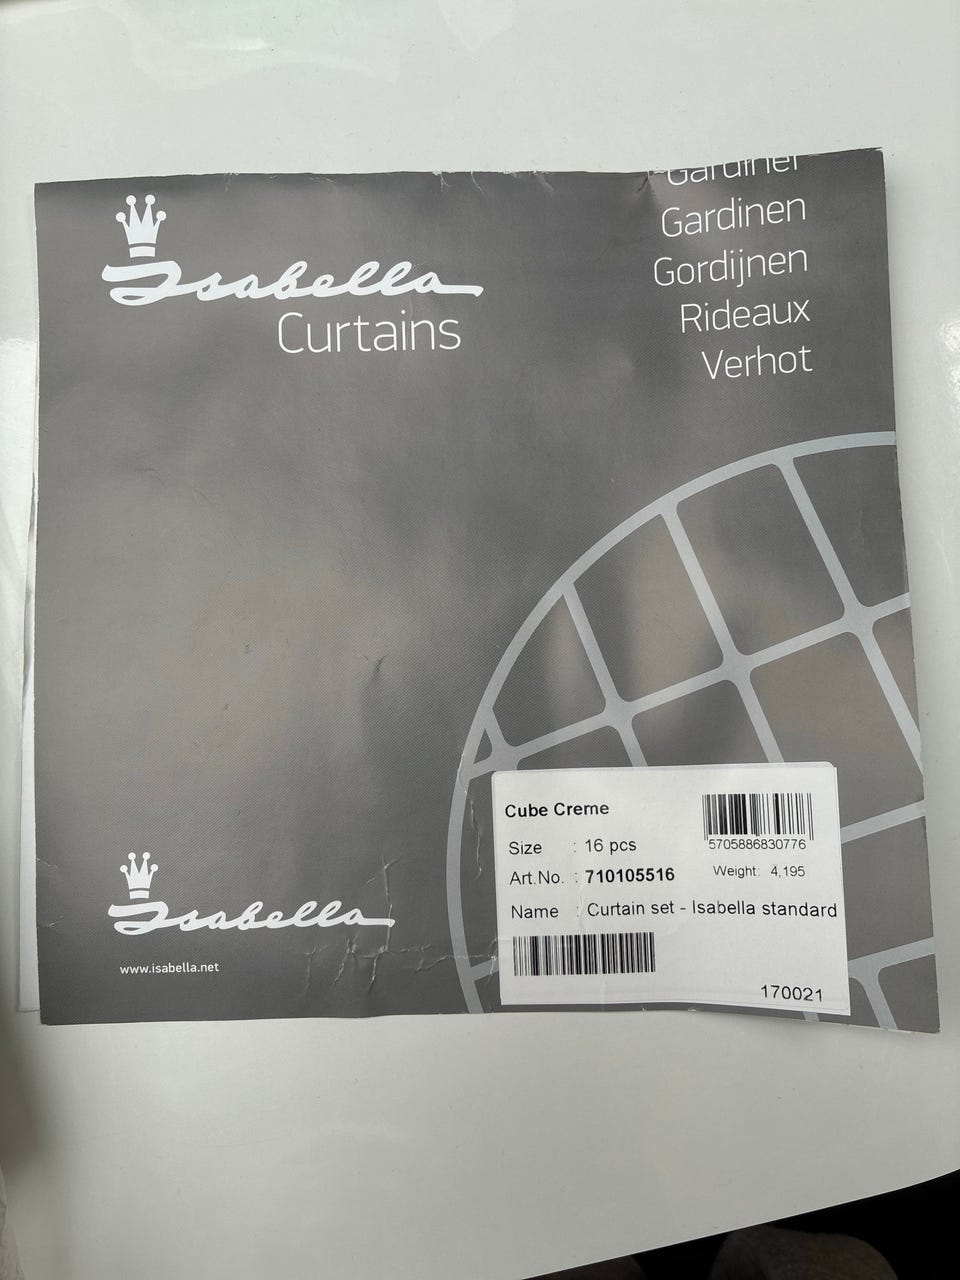 Isabella
Curtains
Gardiner
Gardinen
Gordijnen
Rideaux
Verhot
Cube Creme
Size : 16 pcs
5705886830776
Art.No. : 710105516
Weight: 4,195
Name : Curtain set - Isabella standard
170021
Isabella
www.isabella.net